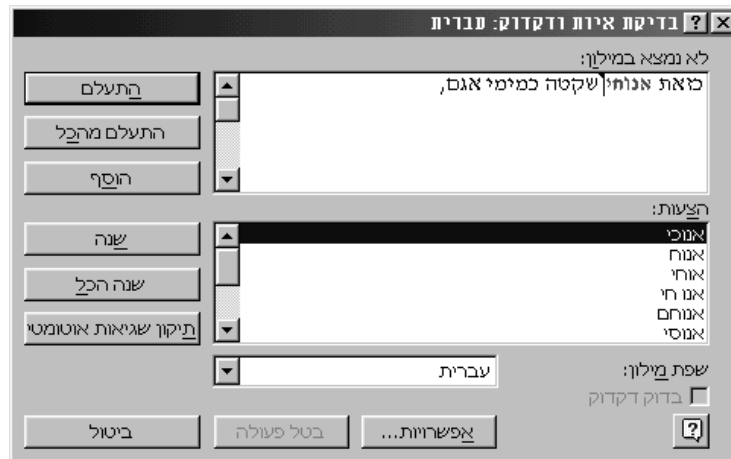 בדיקת איות ודקדוק: עברית
לא נמצא במילון:
כזאת אנוחי שקטה כמימי אגם,
התעלם
התעלם מהכל
הוסף
הצעות:
אנוכי
אנוח
אוחי
אנו חי
אנוחם
אנוסי
שנה
שנה הכל
תיקון שגיאות אוטומטי
שפת מילון:
עברית
בדוק דקדוק
אפשרויות...
בטל פעולה
ביטול